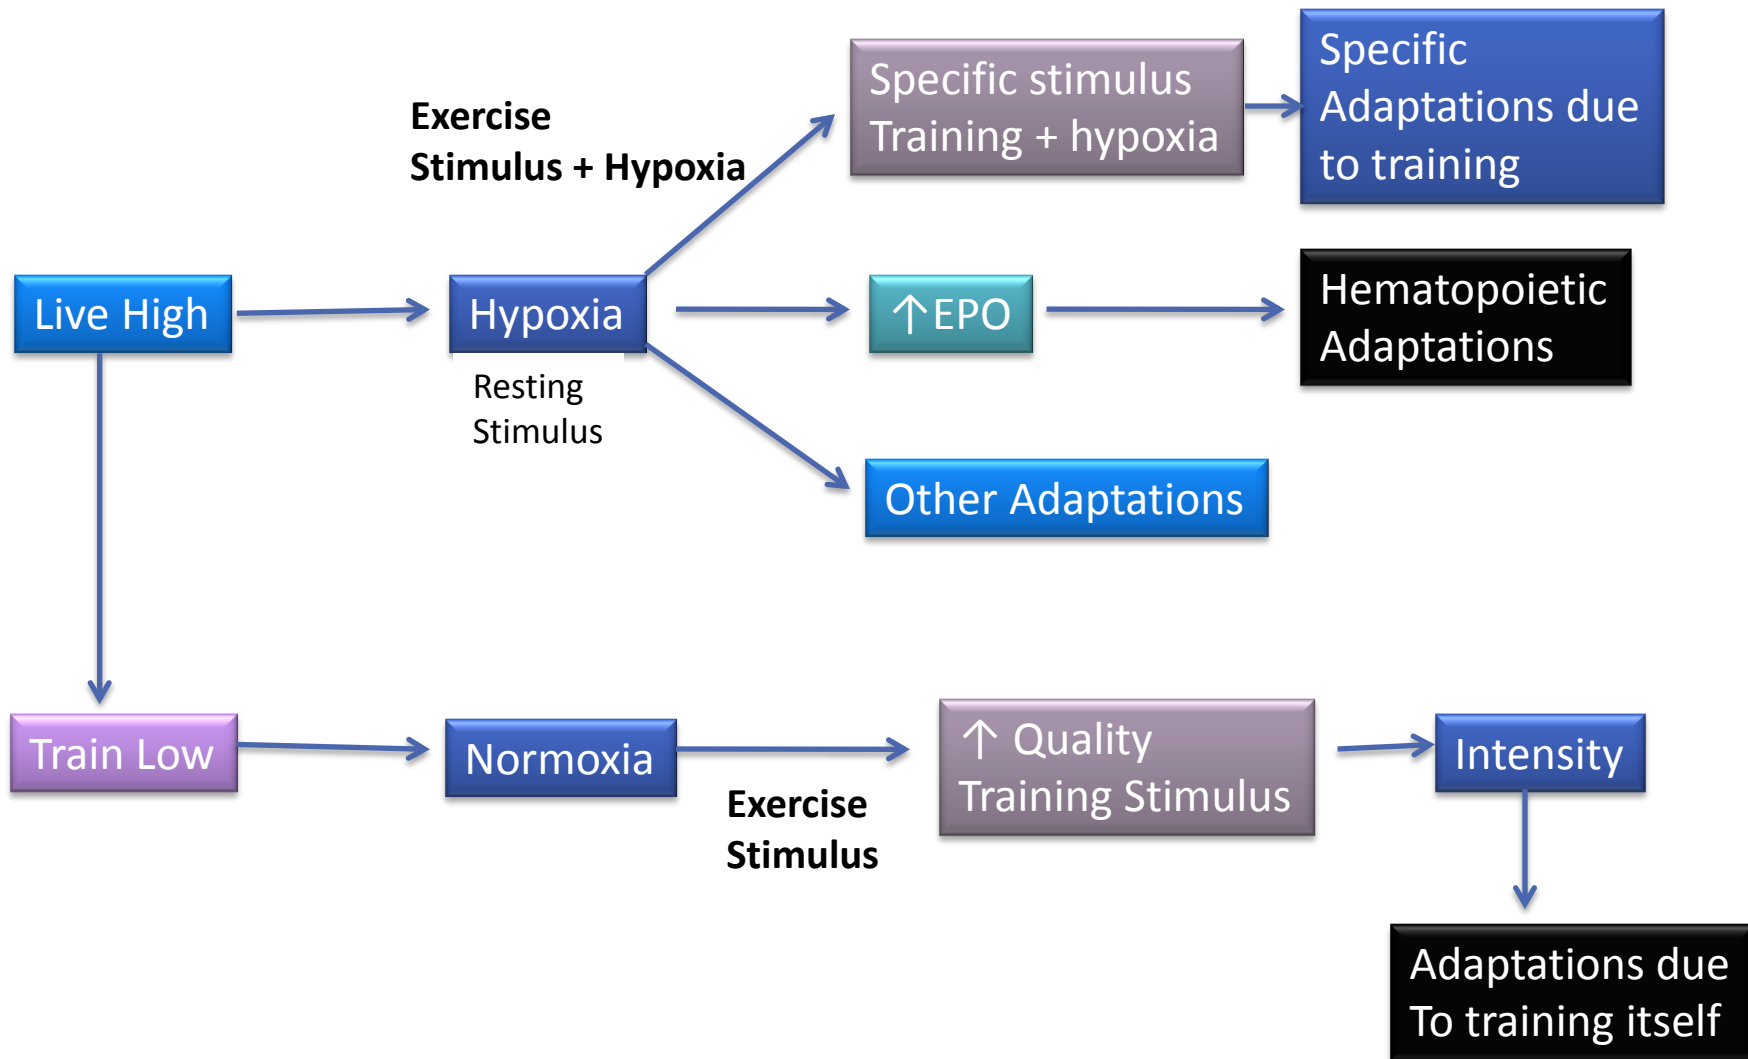 Exercise
Stimulus + Hypoxia
Specific stimulus
Training + hypoxia
Specific
Adaptations due
to training
Live High
Hypoxia
Resting
Stimulus
↑EPO
Hematopoietic
Adaptations
Other Adaptations
Train Low
Normoxia
Exercise
Stimulus
↑ Quality
Training Stimulus
Intensity
Adaptations due
To training itself